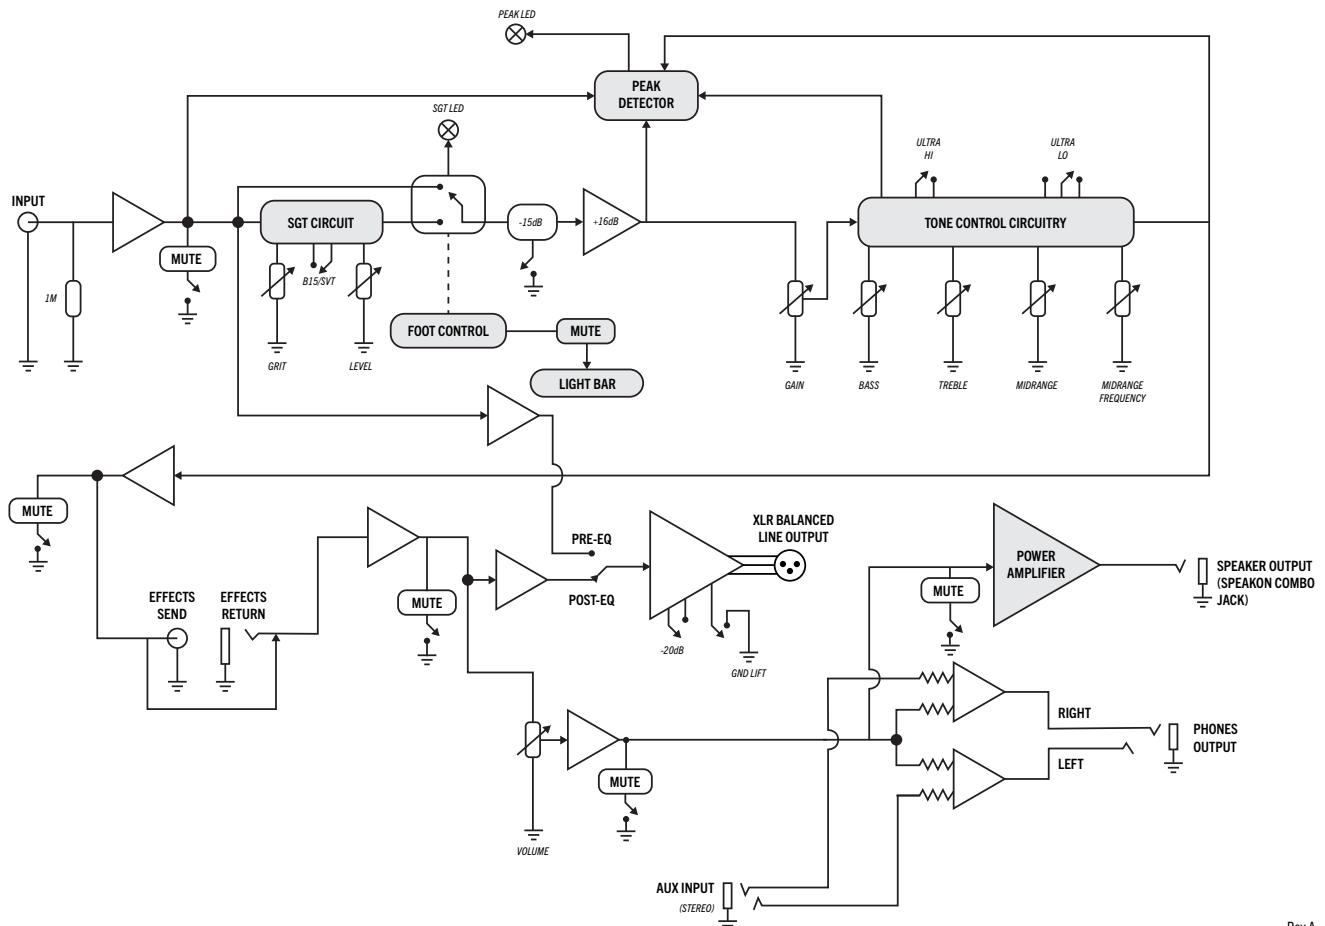 PEAK LED
PEAK
DETECTOR
SGT LED
ULTRA
HI
ULTRA
LO
INPUT
SGT CIRCUIT
-15dB
+16dB
TONE CONTROL CIRCUITRY
MUTE
B15/SVT
1M
FOOT CONTROL
MUTE
GRIT
LEVEL
LIGHT BAR
GAIN
BASS
TREBLE
MIDRANGE
MIDRANGE
FREQUENCY
MUTE
XLR BALANCED
LINE OUTPUT
PRE-EQ
POST-EQ
POWER
AMPLIFIER
SPEAKER OUTPUT
(SPEAKON COMBO
JACK)
EFFECTS
SEND
EFFECTS
RETURN
MUTE
MUTE
-20dB
GND LIFT
RIGHT
PHONES
OUTPUT
LEFT
MUTE
VOLUME
AUX INPUT
(STEREO)